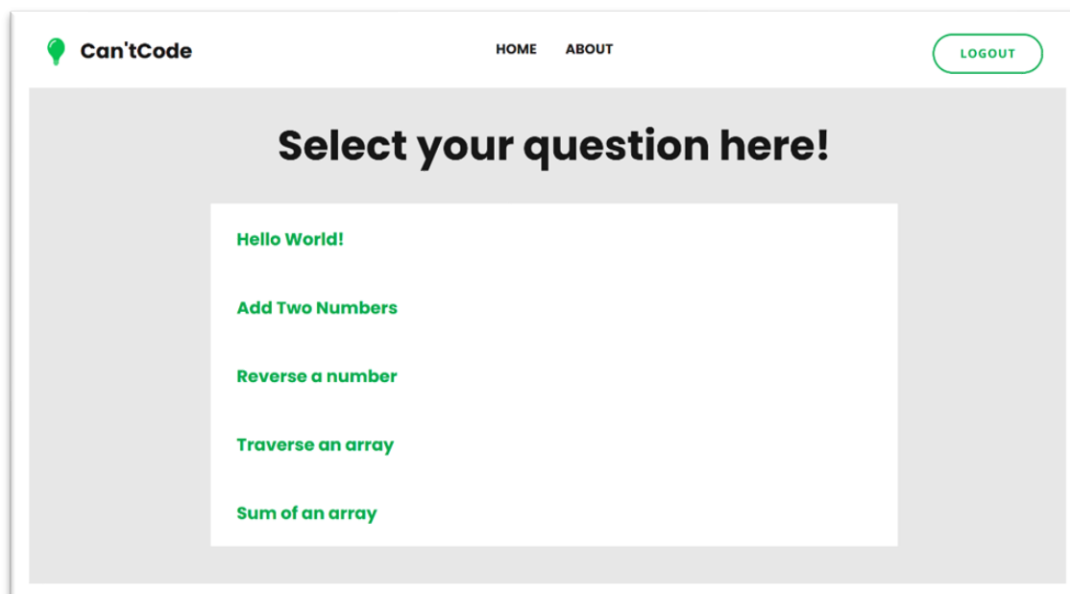 Can'tCode
HOME ABOUT
LOGOUT
Select your question here!
Hello World!
Add Two Numbers
Reverse a number
Traverse an array
Sum of an array